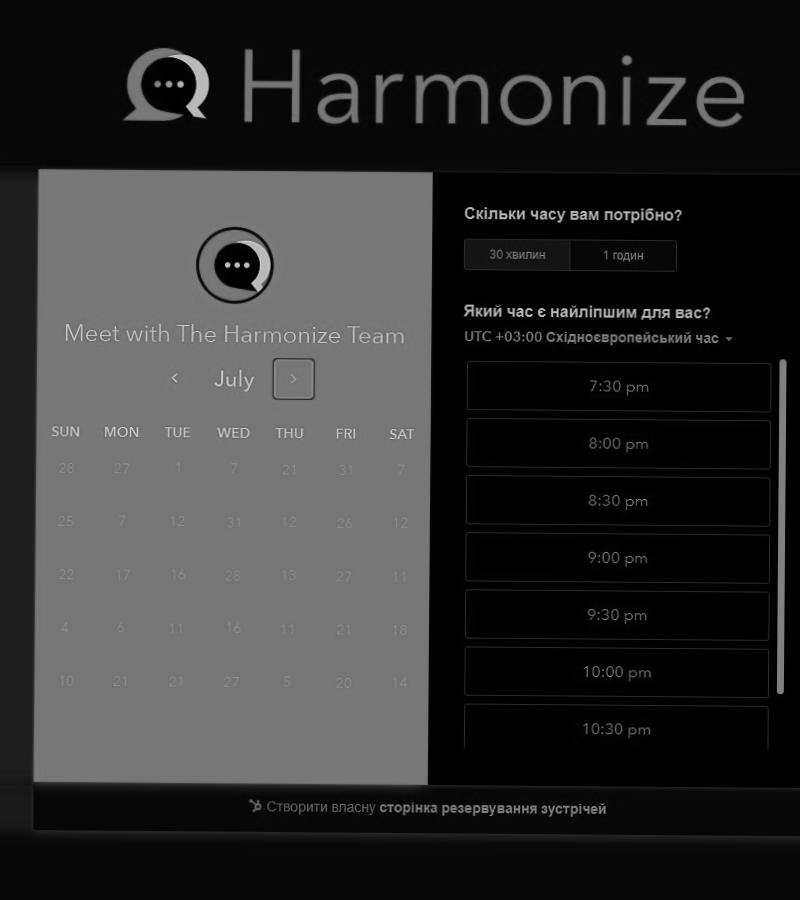 Harmonize
Meet with The Harmonize Team
July
SUN MON TUE WED THU FRI SAT
28 27 1 7 21 31 7
25 7 12 31 12 26 12
22 17 16 28 13 27 11
4 6 11 16 11 21 18
10 21 21 27 5 20 14
Скільки часу вам потрібно?
30 хвилин 1 годин
Який час є найліпшим для вас?
UTC +03:00 Східноєвропейський час
7:30 pm
8:00 pm
8:30 pm
9:00 pm
9:30 pm
10:00 pm
10:30 pm
Створити власну сторінка резервування зустрічей